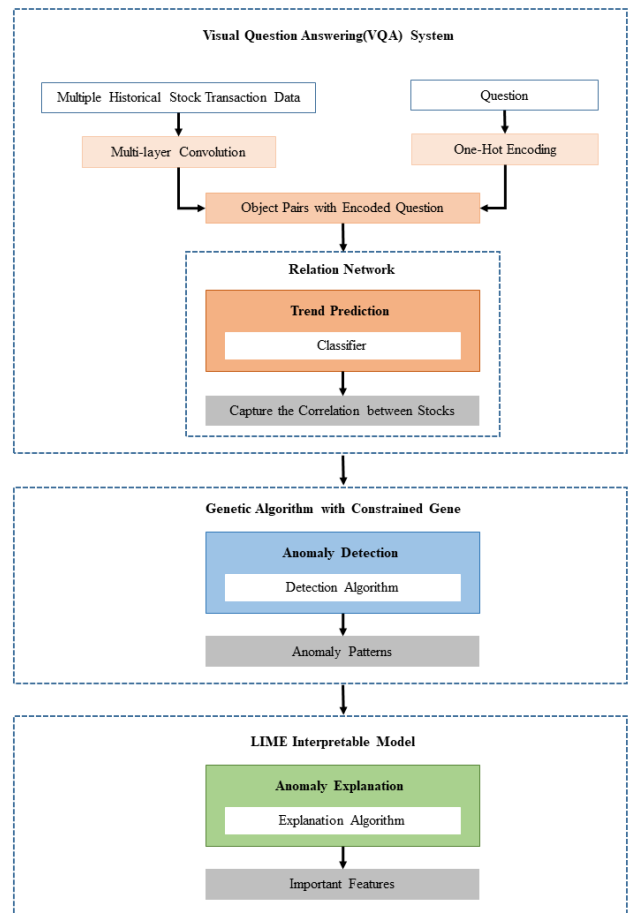 Visual Question Answering(VQA) System
Multiple Historical Stock Transaction Data
Question
Multi-layer Convolution
One-Hot Encoding
Object Pairs with Encoded Question
Relation Network
Trend Prediction
Classifier
Capture the Correlation between Stocks
Genetic Algorithm with Constrained Gene
Anomaly Detection
Detection Algorithm
Anomaly Patterns
LIME Interpretable Model
Anomaly Explanation
Explanation Algorithm
Important Features